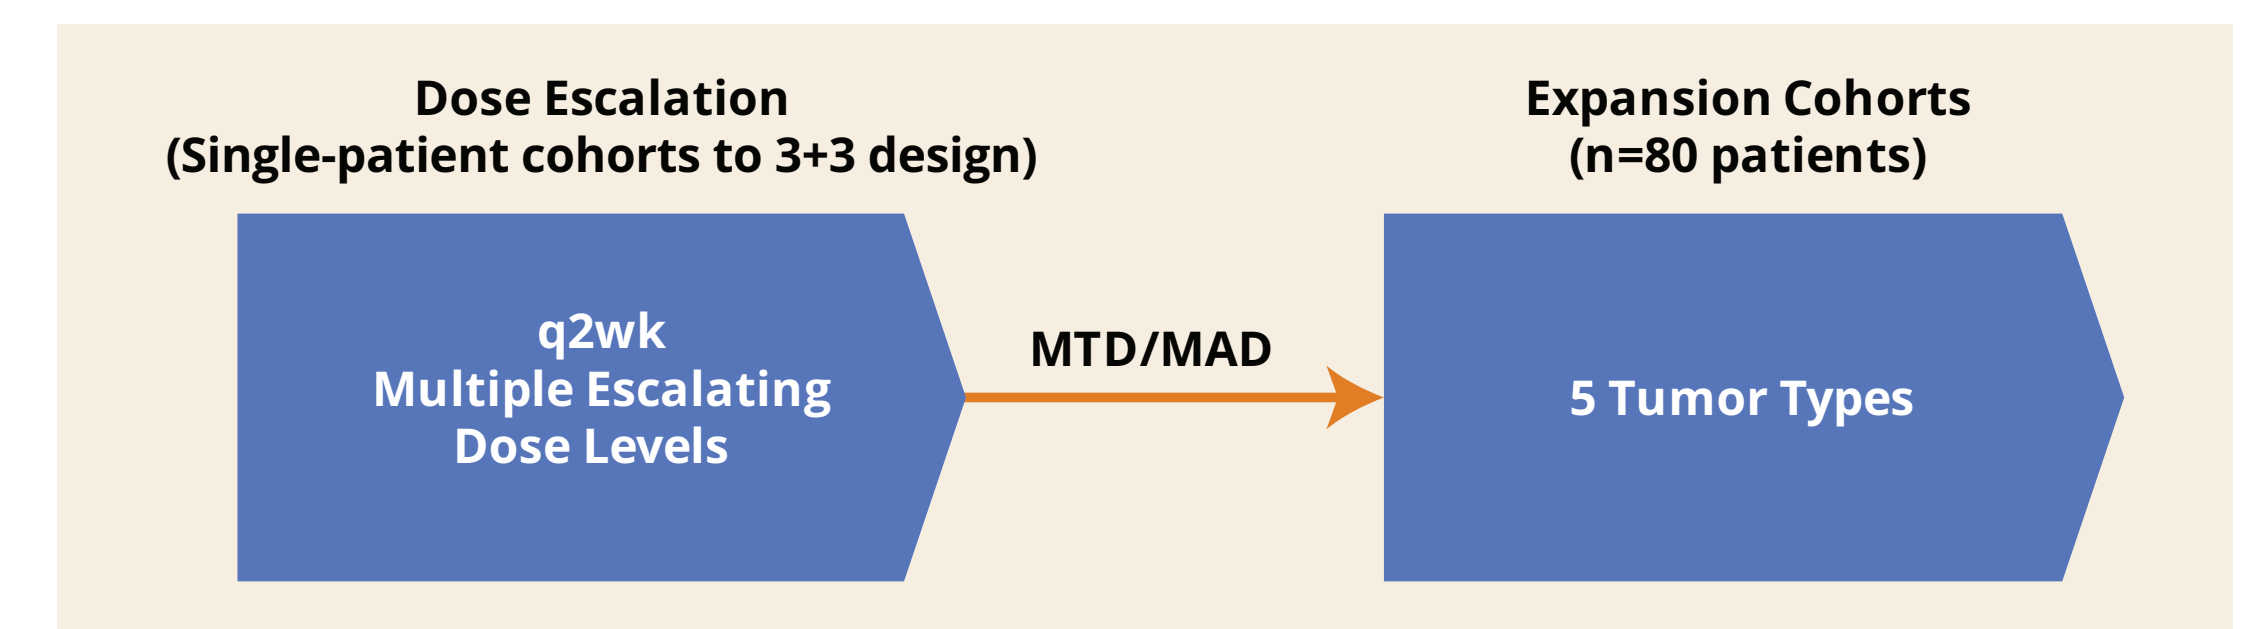 Dose Escalation
(Single-patient cohorts to 3+3 design)
q2wk
Multiple Escalating
Dose Levels
MTD/MAD
Expansion Cohorts
(n=80 patients)
5 Tumor Types